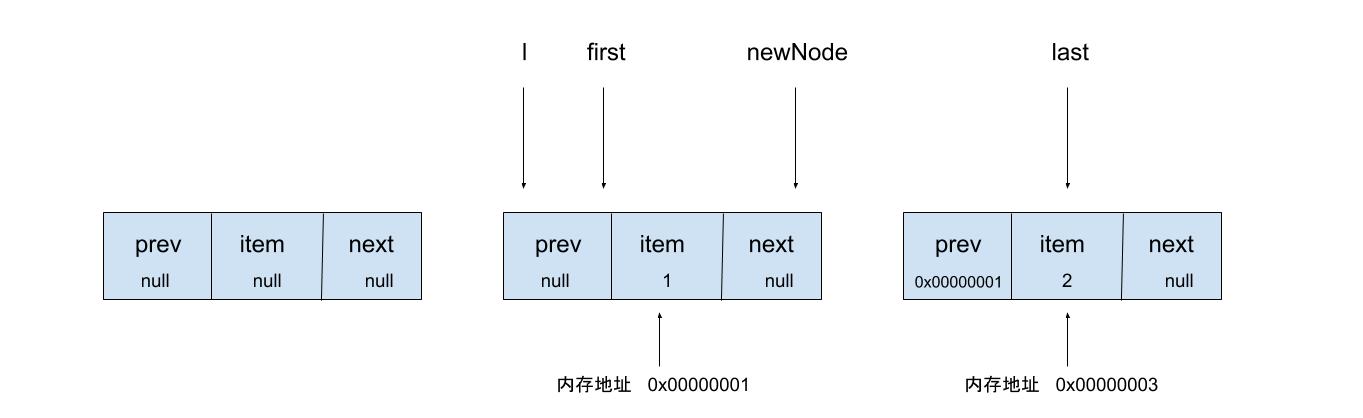 l first newNode last
prev item next prev item next prev item next
null null null null 1 null 0x00000001 2 null
内存地址 0x00000001 内存地址 0x00000003